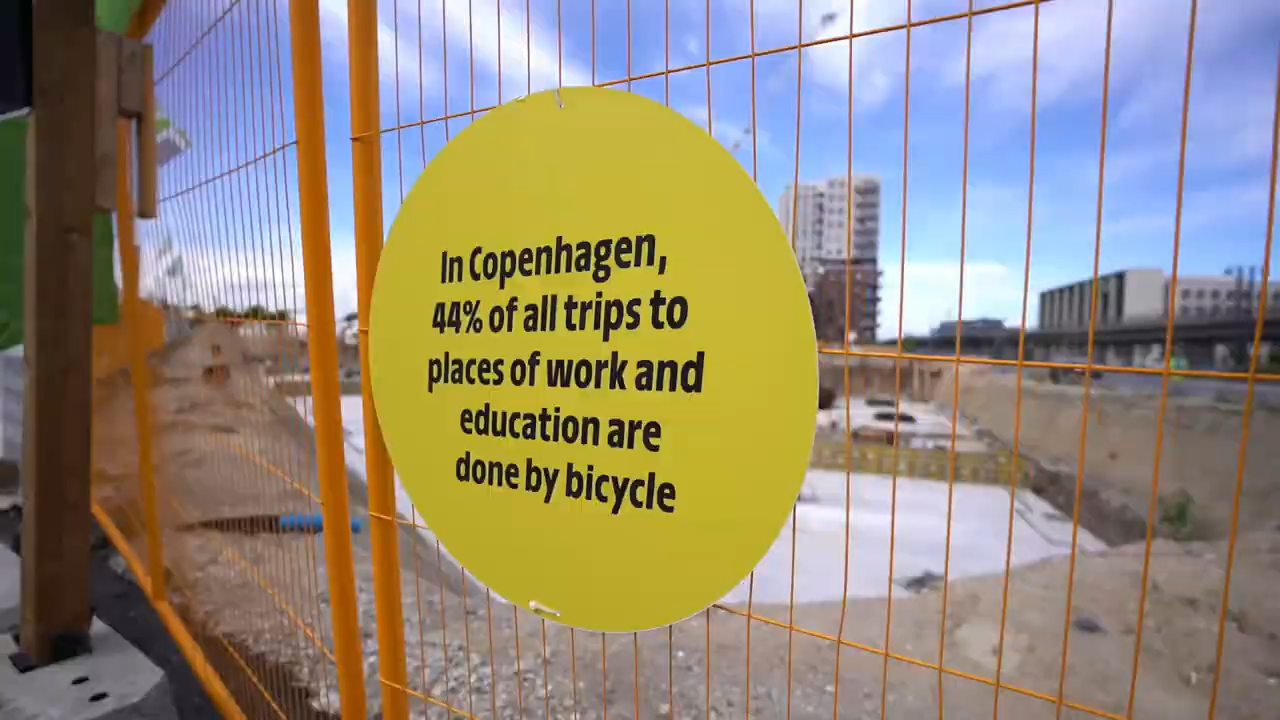 In Copenhagen,
44% of all trips to
places of work and
education are
done by bicycle